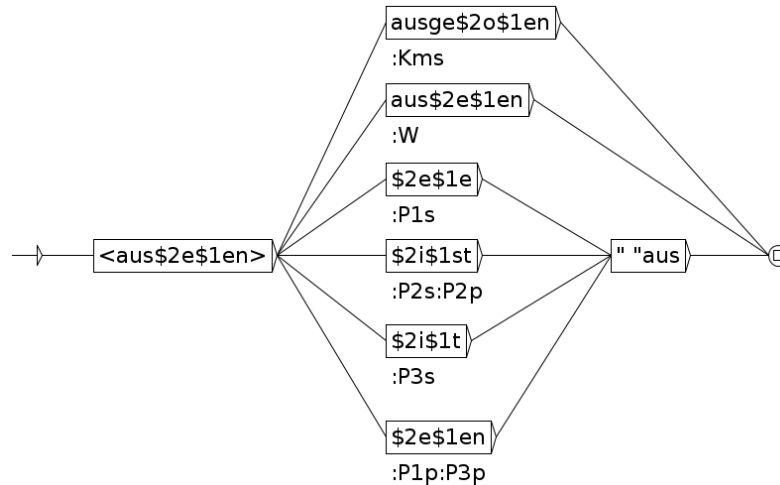 ausge$2o$1en
:Kms
aus$2e$1en
:W
$2e$1e
:P1s
<aus$2e$1en>
$2i$1st
" "aus
:P2s:P2p
$2i$1t
:P3s
$2e$1en
:P1p:P3p